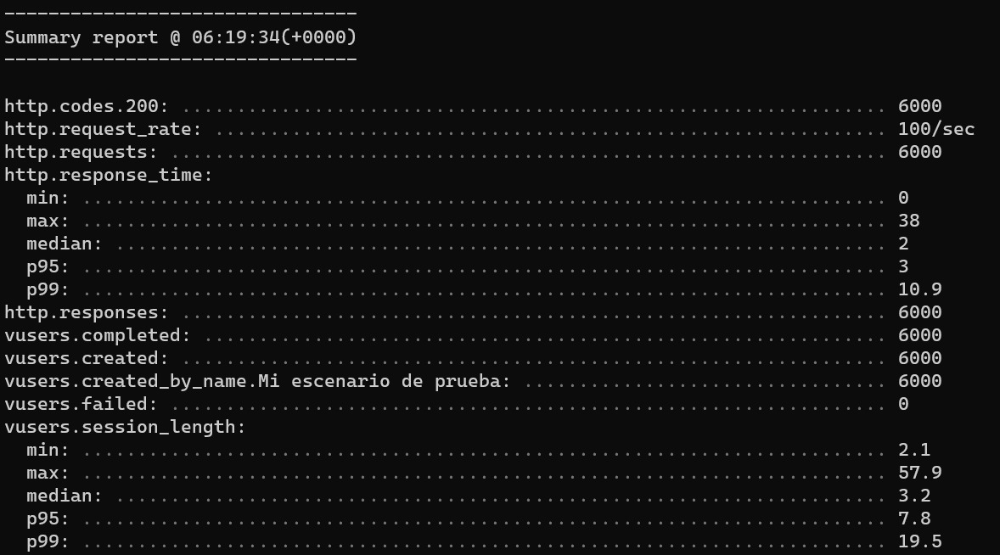 --------------------------------
Summary report @ 06:19:34(+0000)
--------------------------------
http.codes.200: ................................................................ 6000
http.request_rate: ............................................................. 100/sec
http.requests: ................................................................. 6000
http.response_time:
min: ......................................................................... 0
max: ......................................................................... 38
median: ...................................................................... 2
p95: ......................................................................... 3
p99: ......................................................................... 10.9
http.responses: ................................................................ 6000
vusers.completed: .............................................................. 6000
vusers.created: ................................................................ 6000
vusers.created_by_name.Mi escenario de prueba: ................................. 6000
vusers.failed: ................................................................. 0
vusers.session_length:
min: ......................................................................... 2.1
max: ......................................................................... 57.9
median: ...................................................................... 3.2
p95: ......................................................................... 7.8
p99: ......................................................................... 19.5